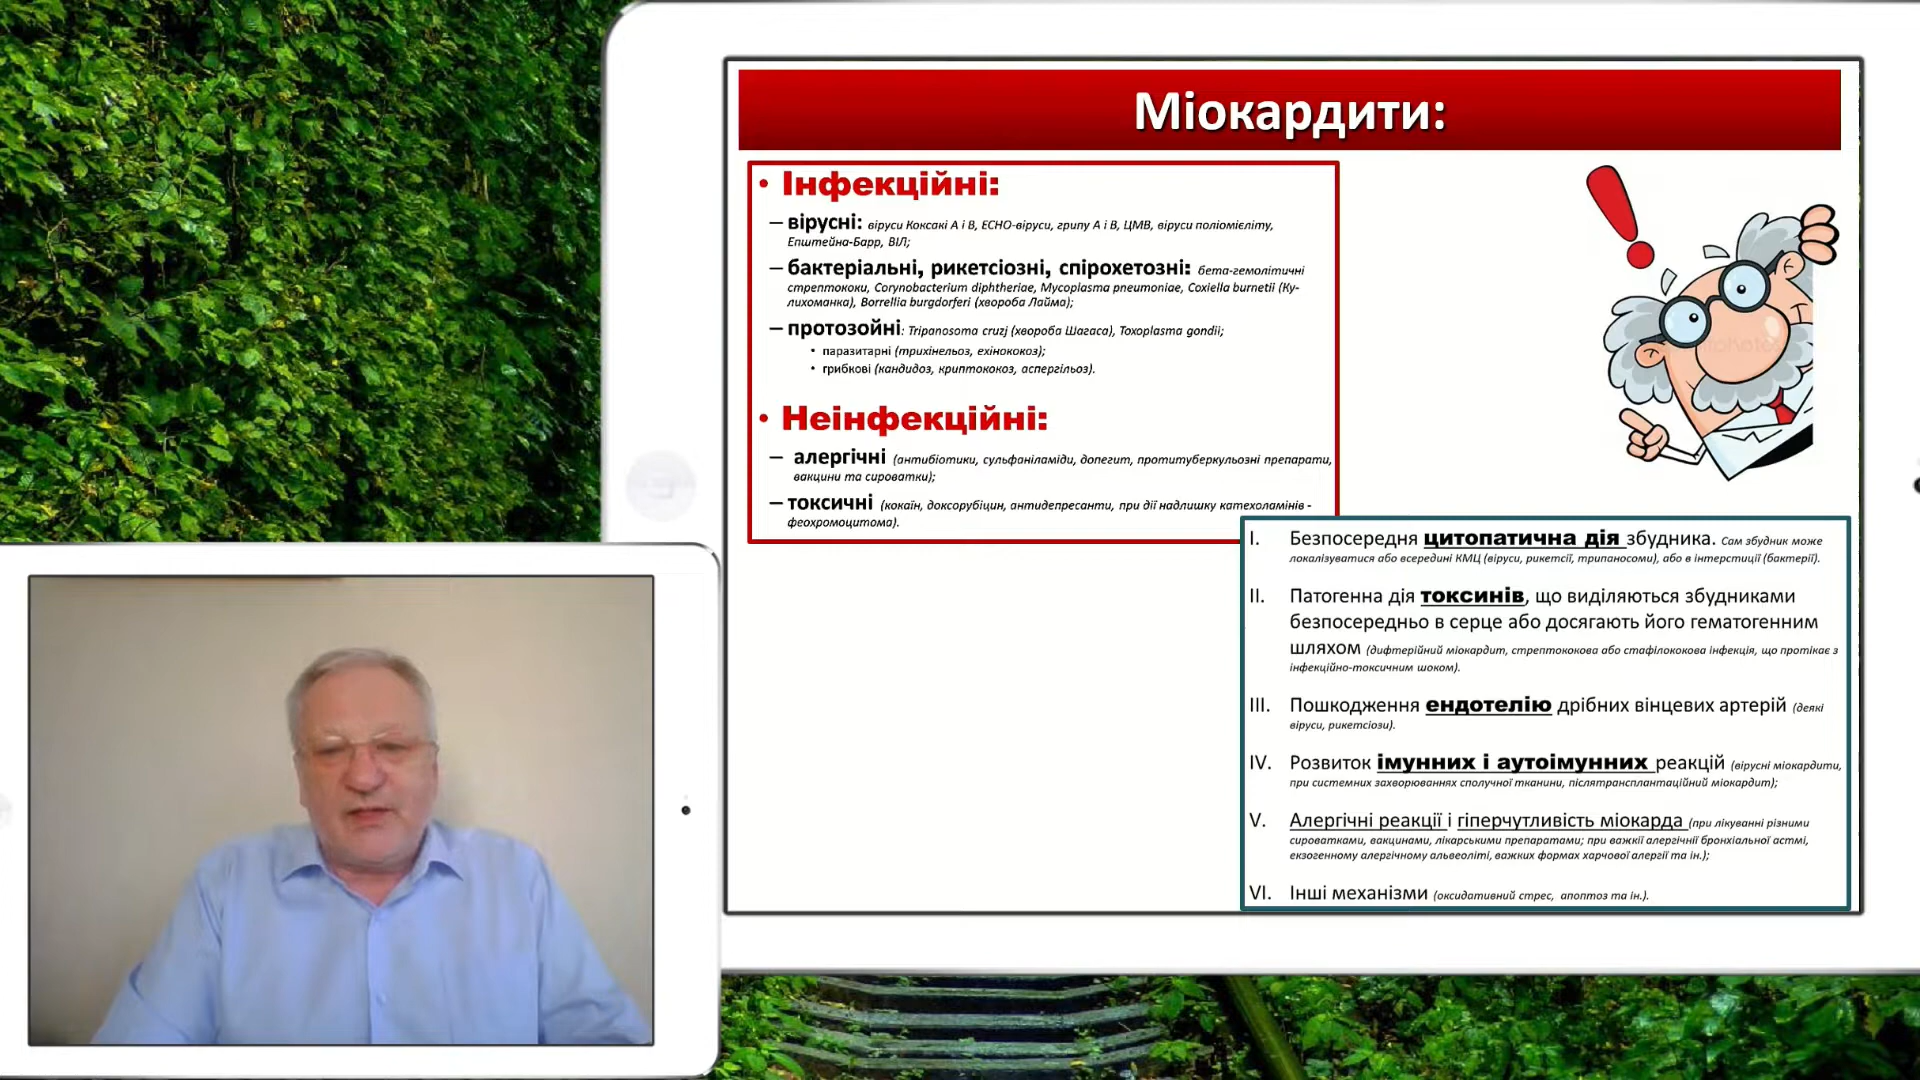 Міокардити:
• Інфекційні:
– вірусні: віруси Коксакі А і В, ЕСНО-віруси, грипу А і В, ЦМВ, віруси поліомієліту,
Епштейна-Барр, ВІЛ;
– бактеріальні, рикетсіозні, спірохетозні: бета-гемолітичні
стрептококи, Corynobacterium diphtheriae, Mycoplasma pneumoniae, Coxiella burnetii (Ку-
лихоманка), Borrellia burgdorferi (хвороба Лайма);
– протозойні: Tripanosoma cruzj (хвороба Шагаса), Toxoplasma gondii;
• паразитарні (трихінельоз, ехінококоз);
• грибкові (кандидоз, криптококоз, аспергільоз).
• Неінфекційні:
– алергічні (антибіотики, сульфаніламіди, допегит, протитуберкульозні препарати,
вакцини та сироватки);
– токсичні (кокаїн, доксорубіцин, антидепресанти, при дії надлишку катехоламінів -
феохромоцитома).
I. Безпосередня цитопатична дія збудника. Сам збудник може
локалізуватися або всередині КМЦ (віруси, рикетсії, трипаносоми), або в інтерстиції (бактерії).
II. Патогенна дія токсинів, що виділяються збудниками
безпосередньо в серце або досягають його гематогенним
шляхом (дифтерійний міокардит, стрептококова або стафілококова інфекція, що протікає з
інфекційно-токсичним шоком).
III. Пошкодження ендотелію дрібних вінцевих артерій (деякі
віруси, рикетсіози).
IV. Розвиток імунних і аутоімунних реакцій (вірусні міокардити,
при системних захворюваннях сполучної тканини, післятрансплантаційний міокардит);
V. Алергічні реакції і гіперчутливість міокарда (при лікуванні різними
сироватками, вакцинами, лікарськими препаратами; при важкії алергічнії бронхіальної астмі,
екзогенному алергічному альвеоліті, важких формах харчової алергії та ін.);
VI. Інші механізми (оксидативний стрес, апоптоз та ін.).